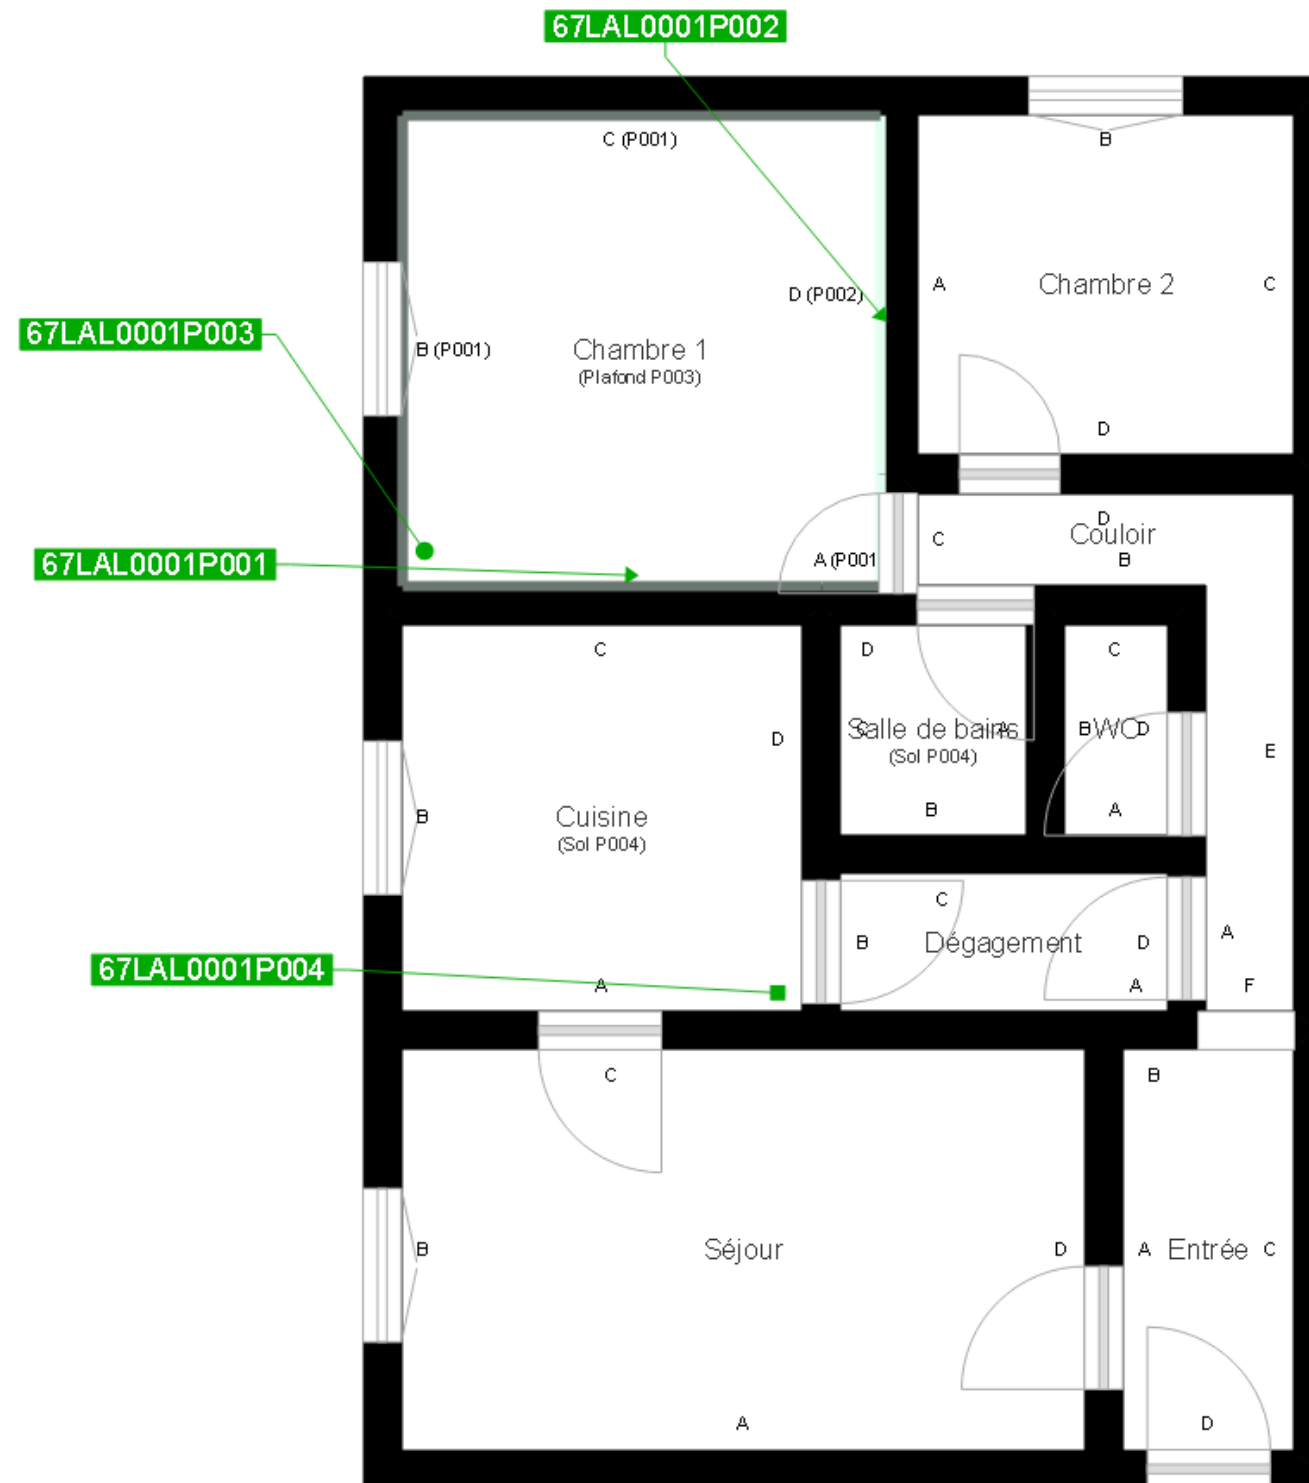 67LAL0001P002
C (P001)
B
D (P002)
A
Chambre 2
C
67LAL0001P003
B (P001)
Chambre 1
(Plafond P003)
D
67LAL0001P001
A (P001
C
D
Couloir
B
C
D
C
D
C
Salle de bains
A
(Sol P004)
B
WC
D
E
B
Cuisine
(Sol P004)
B
A
C
B
Dégagement
D
A
67LAL0001P004
A
A
F
C
B
B
Séjour
D
A
Entrée
C
A
D